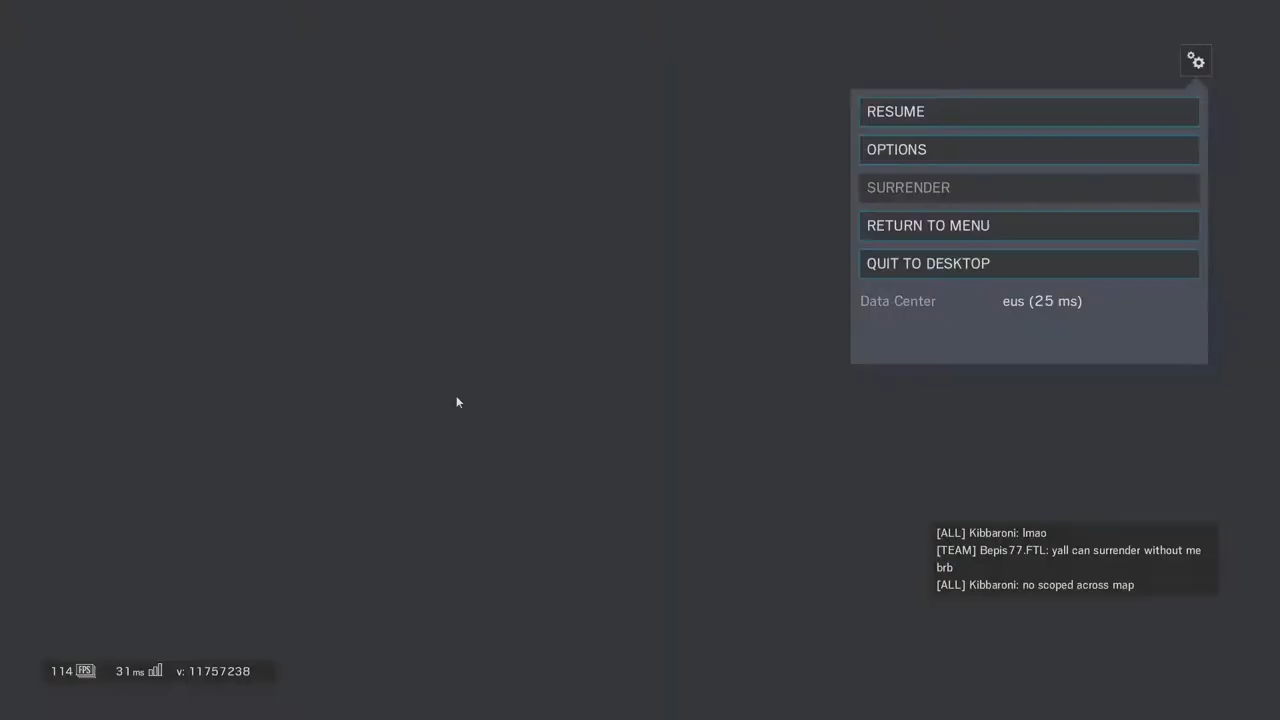 RESUME
OPTIONS
SURRENDER
RETURN TO MENU
QUIT TO DESKTOP
Data Center eus (25 ms)
[ALL] Kibbaroni: lmao
[TEAM] Bepis77.FTL: yall can surrender without me
brb
[ALL] Kibbaroni: no scoped across map
114 FPS 31 ms v: 11757238